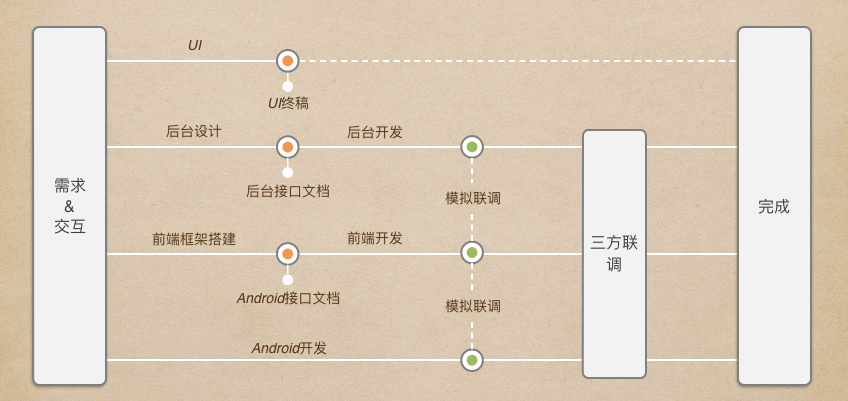 UI
UI终稿
后台设计
后台开发
后台接口文档
模拟联调
需求
&
交互
前端框架搭建
前端开发
三方联
调
完成
Android接口文档
模拟联调
Android开发